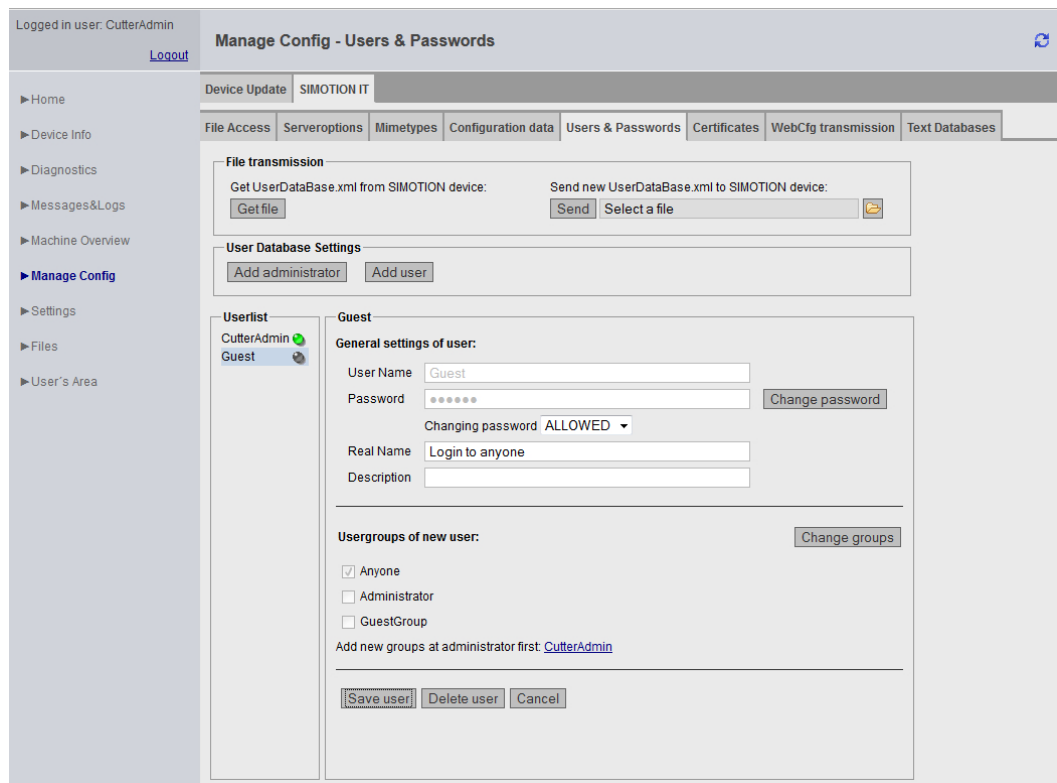 Logged in user: CutterAdmin
Logout
Manage Config - Users & Passwords
Device Update SIMOTION IT
File Access Serveroptions Mimetypes Configuration data Users & Passwords Certificates WebCfg transmission Text Databases
►Home
►Device Info
►Diagnostics
►Messages&Logs
►Machine Overview
►Manage Config
►Settings
►Files
►User´s Area
File transmission
Get UserDataBase.xml from SIMOTION device: Send new UserDataBase.xml to SIMOTION device:
Get file Send Select a file
User Database Settings
Add administrator Add user
Userlist
CutterAdmin
Guest
Guest
General settings of user:
User Name Guest
Password ●●●●●● Change password
Changing password ALLOWED
Real Name Login to anyone
Description
Usergroups of new user: Change groups
Anyone
Administrator
GuestGroup
Add new groups at administrator first: CutterAdmin
Save user Delete user Cancel